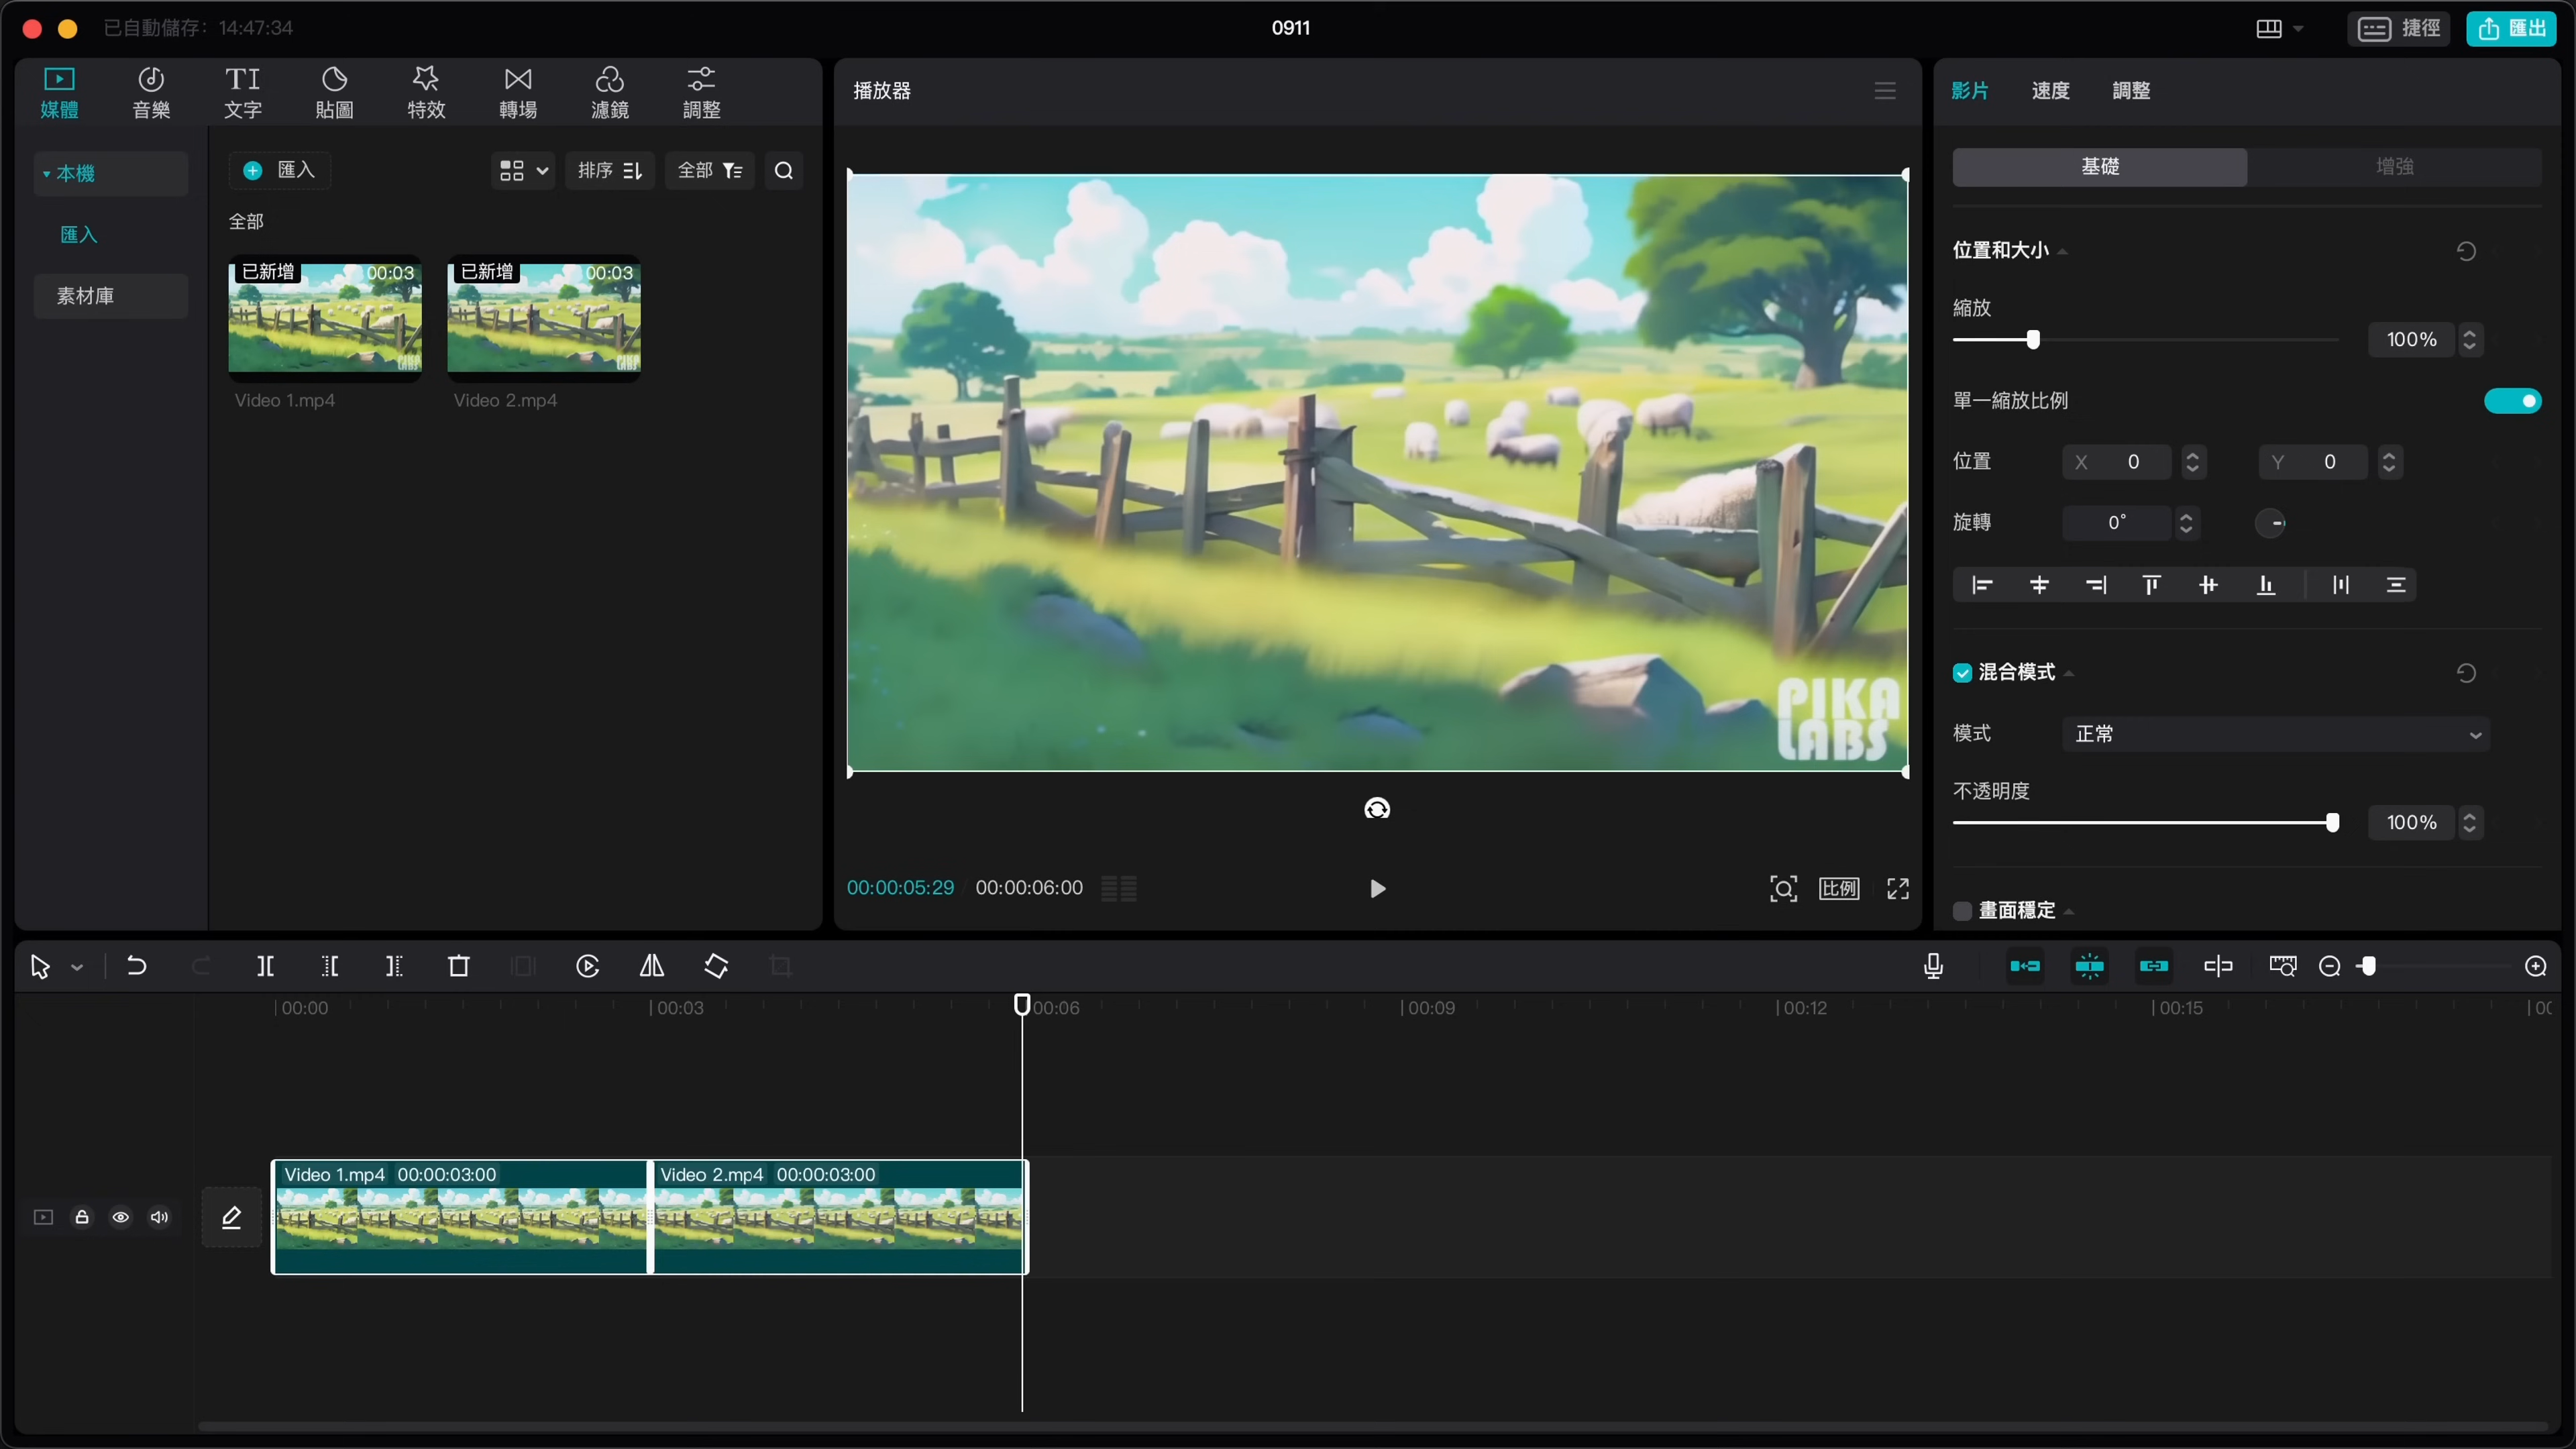 已自動儲存： 14:47:34
0911
捷徑
匯出
媒體 音樂 文字 貼圖 特效 轉場 濾鏡 調整
本機
匯入
素材庫
匯入
排序
全部
全部
已新增 00:03
已新增 00:03
PIKA LABS
PIKA LABS
Video 1.mp4
Video 2.mp4
播放器
PIKA
LABS
00:00:05:29 00:00:06:00
比例
影片 速度 調整
基礎 增強
位置和大小
縮放
100%
單一縮放比例
位置 X 0 Y 0
旋轉 0°
混合模式
模式 正常
不透明度
100%
畫面穩定
00:00 00:03 00:06 00:09 00:12 00:15
Video 1.mp4 00:00:03:00
Video 2.mp4 00:00:03:00